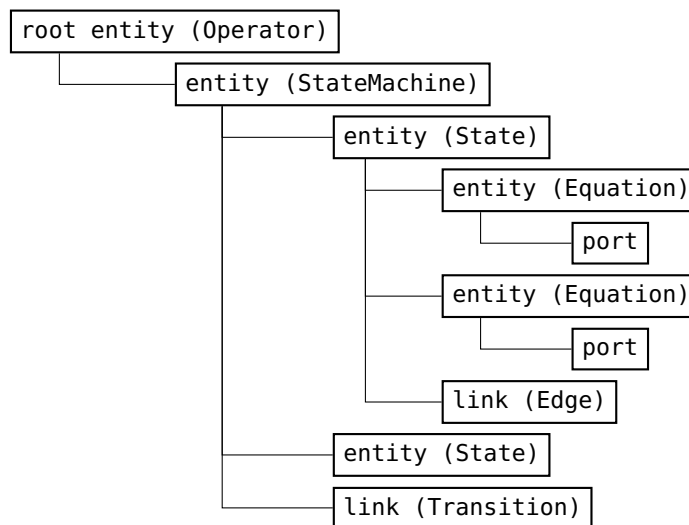 root entity (Operator)
entity (StateMachine)
entity (State)
entity (Equation)
port
entity (Equation)
port
link (Edge)
entity (State)
link (Transition)